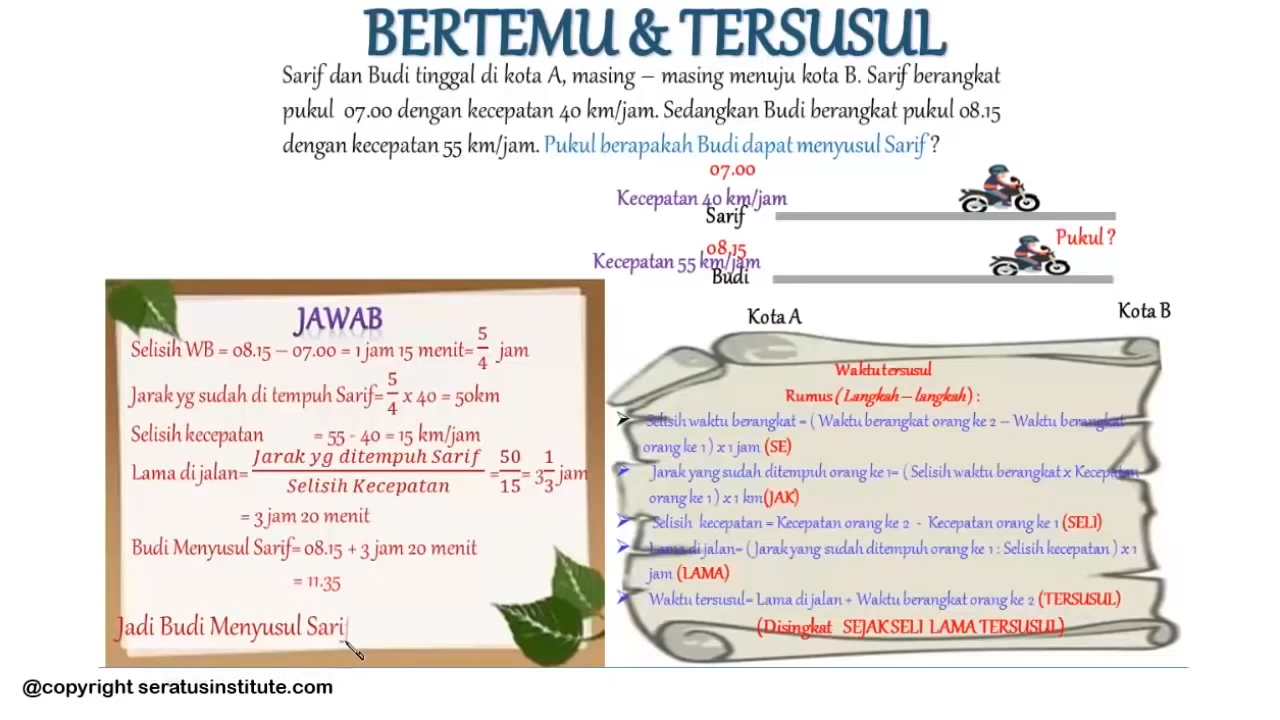 BERTEMU & TERSUSUL
Sarif dan Budi tinggal di kota A, masing – masing menuju kota B. Sarif berangkat
pukul 07.00 dengan kecepatan 40 km/jam. Sedangkan Budi berangkat pukul 08.15
dengan kecepatan 55 km/jam. Pukul berapakah Budi dapat menyusul Sarif ?
07.00
Kecepatan 40 km/jam
Sarif
08.15
Pukul ?
Kecepatan 55 km/jam
Budi
Kota A
Kota B
JAWAB
Selisih WB = 08.15 – 07.00 = 1 jam 15 menit= 5/4 jam
Jarak yg sudah di tempuh Sarif= 5/4 x 40 = 50km
Selisih kecepatan = 55 - 40 = 15 km/jam
Lama di jalan= Jarak yg ditempuh Sarif / Selisih Kecepatan = 50/15 = 3 1/3 jam
= 3 jam 20 menit
Budi Menyusul Sarif= 08.15 + 3 jam 20 menit
= 11.35
Jadi Budi Menyusul Sari
Waktu tersusul
Rumus (Langkah – langkah) :
Selisih waktu berangkat = ( Waktu berangkat orang ke 2 – Waktu berangkat
orang ke 1 ) x 1 jam (SE)
Jarak yang sudah ditempuh orang ke 1= ( Selisih waktu berangkat x Kecepatan
orang ke 1 ) x 1 km(JAK)
Selisih kecepatan = Kecepatan orang ke 2 - Kecepatan orang ke 1 (SELI)
Lama di jalan= ( Jarak yang sudah ditempuh orang ke 1 : Selisih kecepatan ) x 1
jam (LAMA)
Waktu tersusul= Lama di jalan + Waktu berangkat orang ke 2 (TERSUSUL)
(Disingkat SEJAK SELI LAMA TERSUSUL)
@copyright seratusinstitute.com